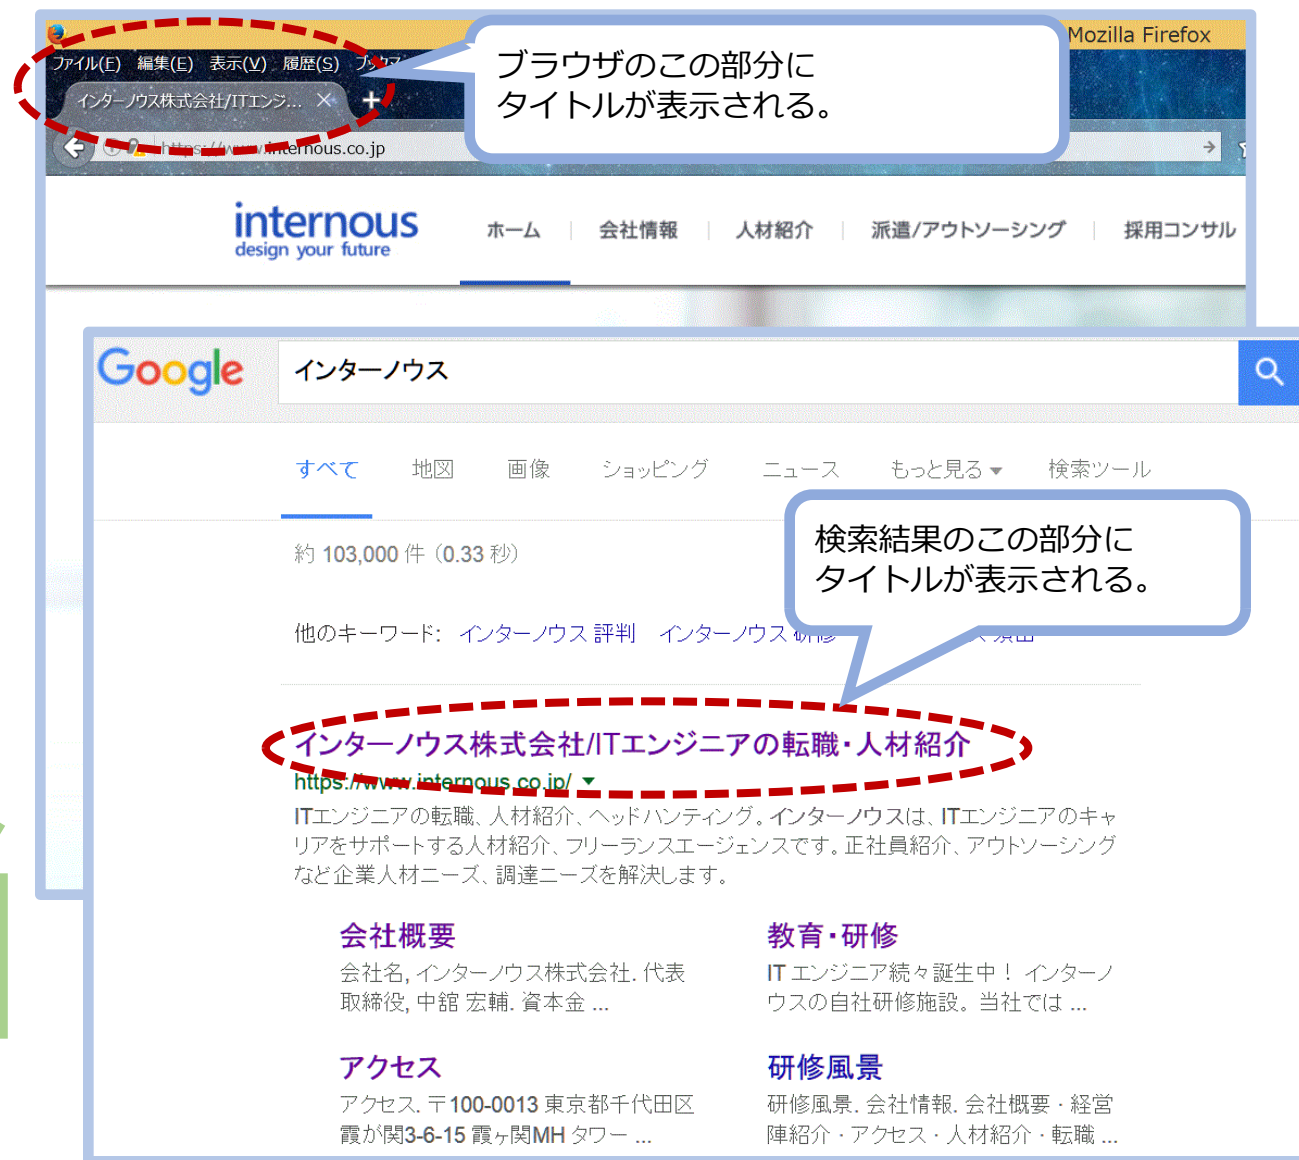 Mozilla Firefox
ファイル(F) 編集(E) 表示(V) 履歴(S)
ブラウザのこの部分に
タイトルが表示される。
インターノウス株式会社/ITエンジ... × +
https://www.internous.co.jp
internous
design your future
ホーム 会社情報 人材紹介 派遣/アウトソーシング 採用コンサル
Google インターノウス
すべて 地図 画像 ショッピング ニュース もっと見る▼ 検索ツール
検索結果のこの部分に
タイトルが表示される。
約 103,000 件 (0.33 秒)
他のキーワード: インターノウス 評判 インターノウス 研修
インターノウス株式会社/ITエンジニアの転職・人材紹介
https://www.internous.co.jp/ ▼
ITエンジニアの転職、人材紹介、ヘッドハンティング。インターノウスは、ITエンジニアのキャ
リアをサポートする人材紹介、フリーランスエージェンスです。正社員紹介、アウトソーシング
など企業人材ニーズ、調達ニーズを解決します。
会社概要
会社名, インターノウス株式会社. 代表
取締役, 中舘 宏輔. 資本金 ...
教育・研修
IT エンジニア続々誕生中! インターノ
ウスの自社研修施設。当社では ...
アクセス
アクセス. 〒100-0013 東京都千代田区
霞が関3-6-15 霞ヶ関MH タワー ...
研修風景
研修風景. 会社情報. 会社概要・経営
陣紹介・アクセス・人材紹介・転職 ...